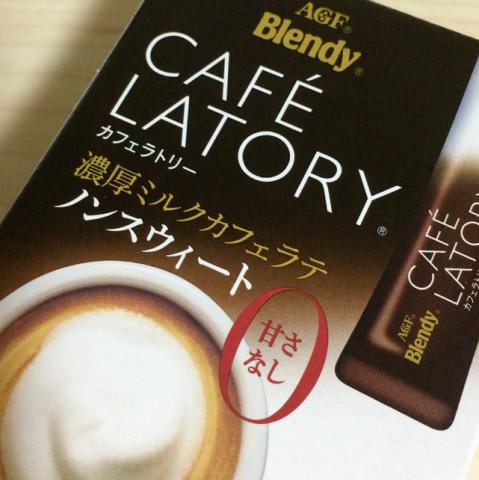 AGF®
Blendy®
CAFÉ
LATORY®
カフェラトリー
濃厚ミルクカフェラテ
ノンスウィート
0
甘さ
なし
CAFÉ
LATORY
AGF
Blendy